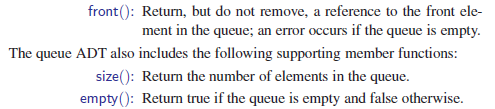 front(): Return, but do not remove, a reference to the front ele-
ment in the queue; an error occurs if the queue is empty.
The queue ADT also includes the following supporting member functions:
size(): Return the number of elements in the queue.
empty(): Return true if the queue is empty and false otherwise.